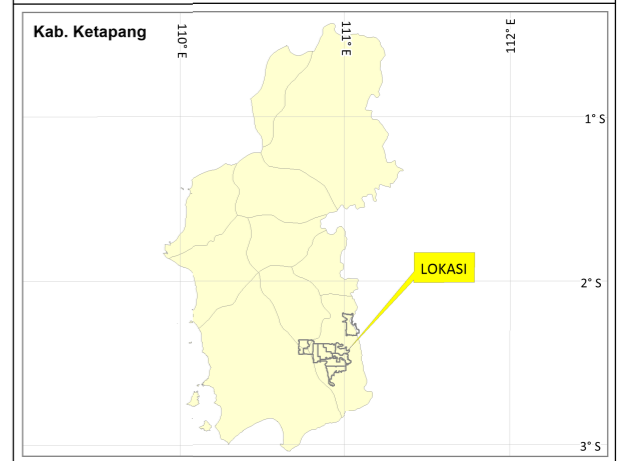 Kab. Ketapang
110° E
111° E
112° E
1° S
LOKASI
2° S
3° S